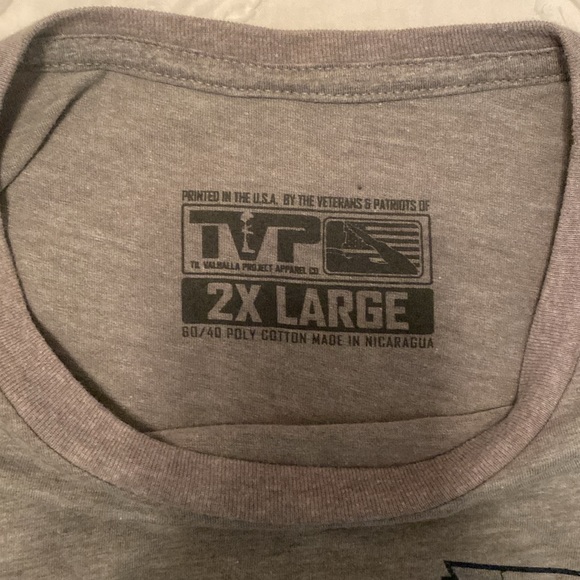 PRINTED IN THE U.S.A. BY THE VETERANS & PATRIOTS OF
TVP
TIL VALHALLA PROJECT APPAREL CO
2X LARGE
60/40 POLY COTTON MADE IN NICARAGUA